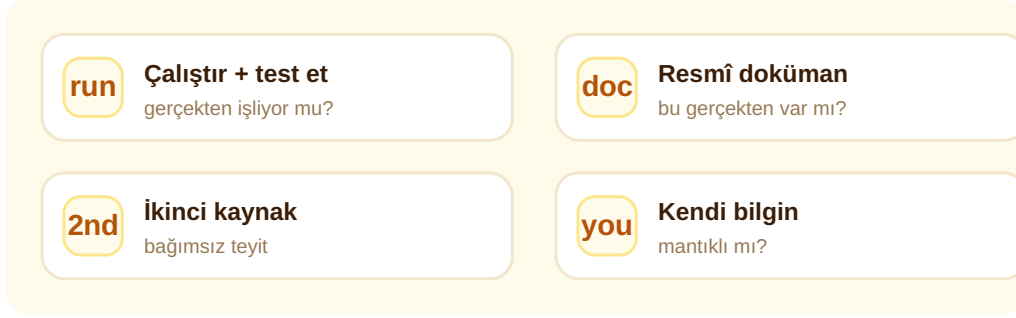 run
Çalıştır + test et
gerçekten işliyor mu?
doc
Resmî doküman
bu gerçekten var mı?
2nd
İkinci kaynak
bağımsız teyit
you
Kendi bilgin
mantıklı mı?